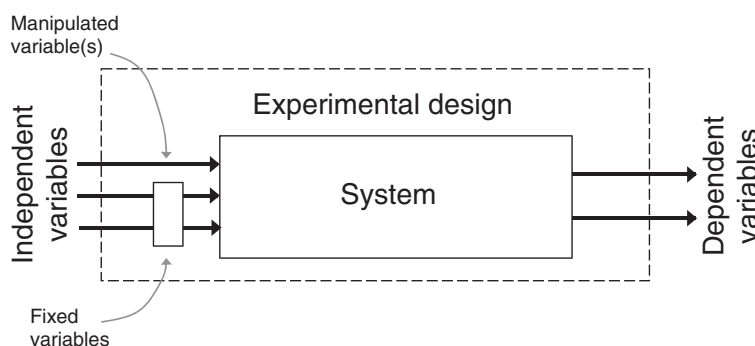 Manipulated
variable(s)
Experimental design
Independent
variables
System
Dependent
variables
Fixed
variables